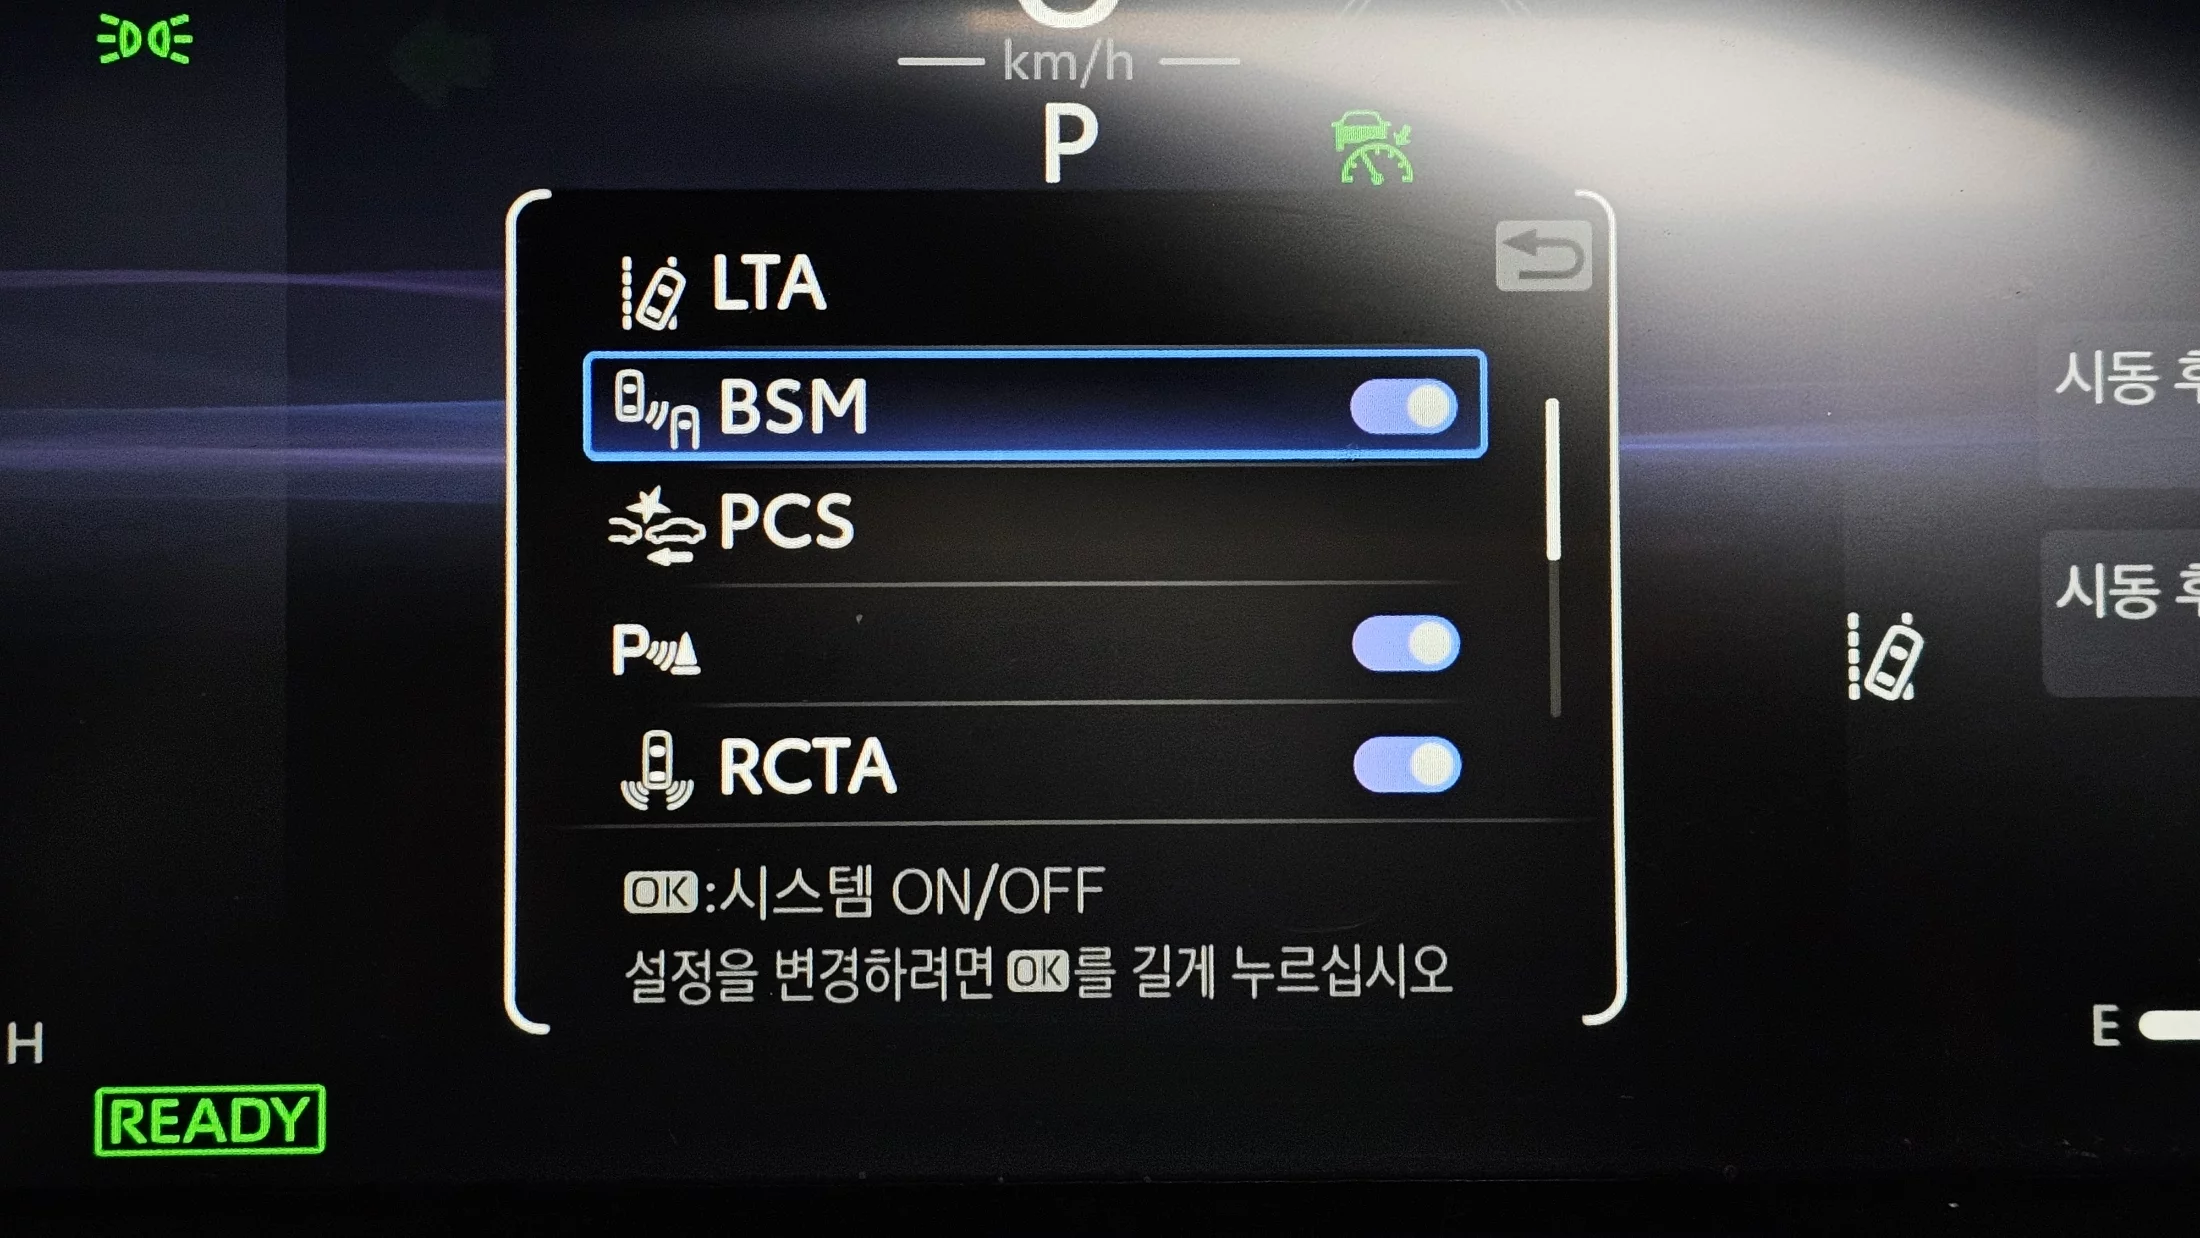 km/h
P
LTA
BSM
PCS
P
RCTA
OK:시스템 ON/OFF
설정을 변경하려면 OK를 길게 누르십시오
시동
시동
H
E
READY